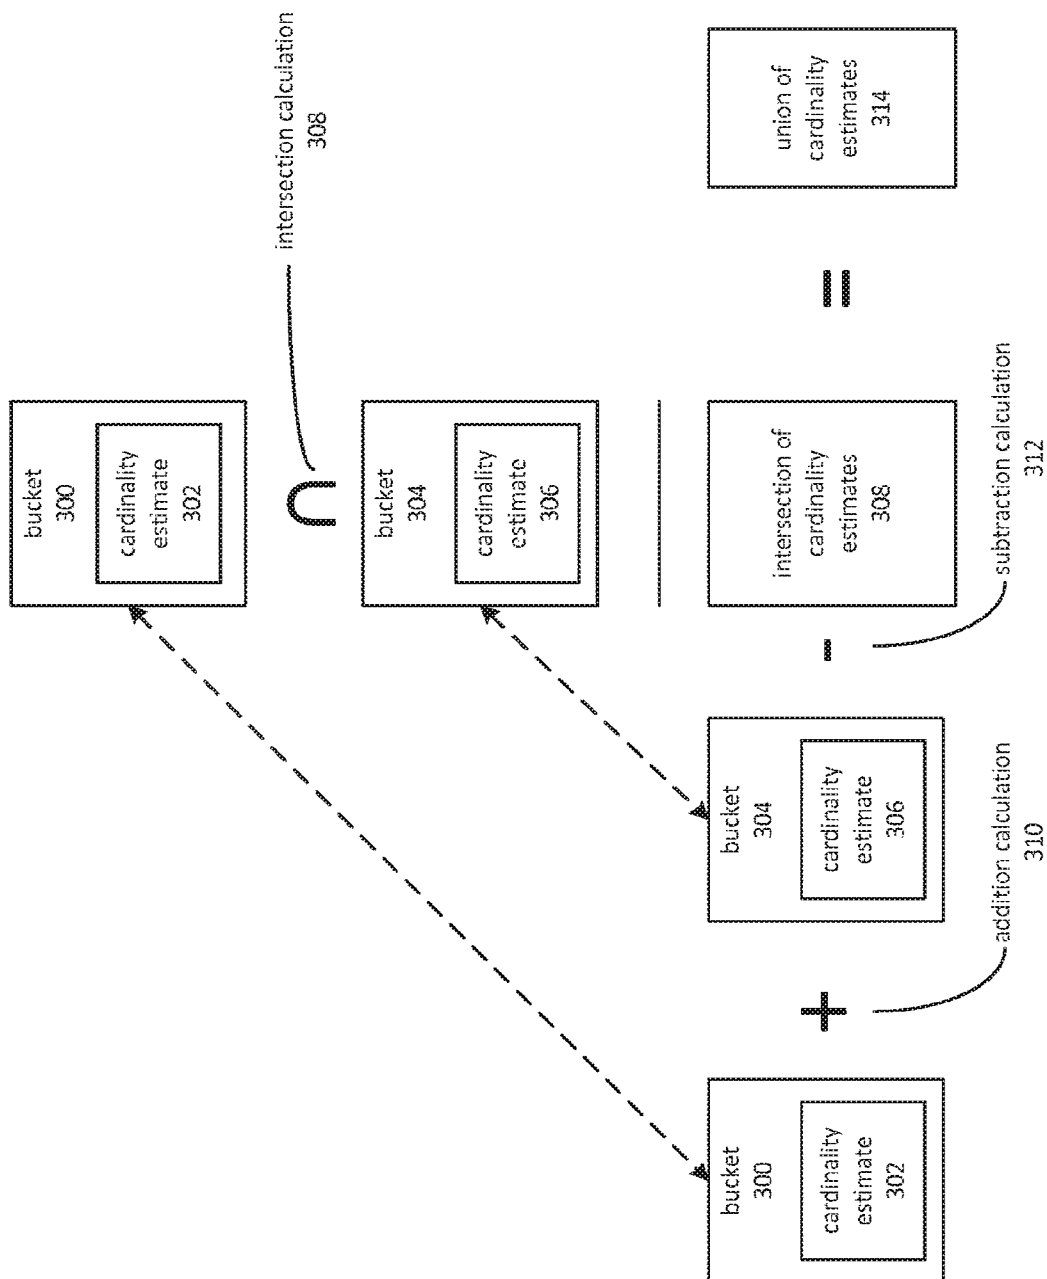 bucket
300
cardinality
estimate
302
∩
intersection calculation
308
bucket
304
cardinality
estimate
306
bucket
300
cardinality
estimate
302
+
bucket
304
cardinality
estimate
306
-
intersection of
cardinality
estimates
308
=
union of
cardinality
estimates
314
addition calculation
310
subtraction calculation
312